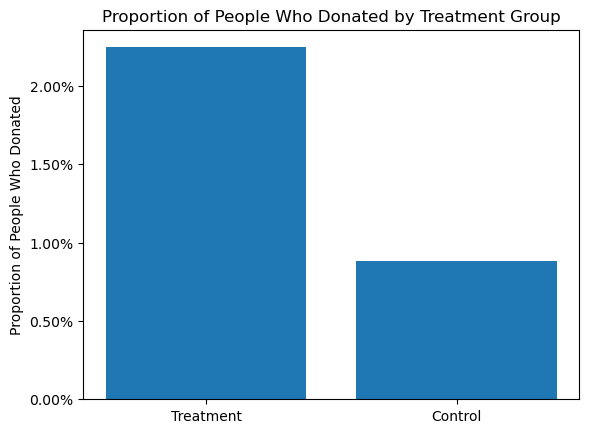 Proportion of People Who Donated by Treatment Group
Proportion of People Who Donated
2.00%
1.50%
1.00%
0.50%
0.00%
Treatment
Control